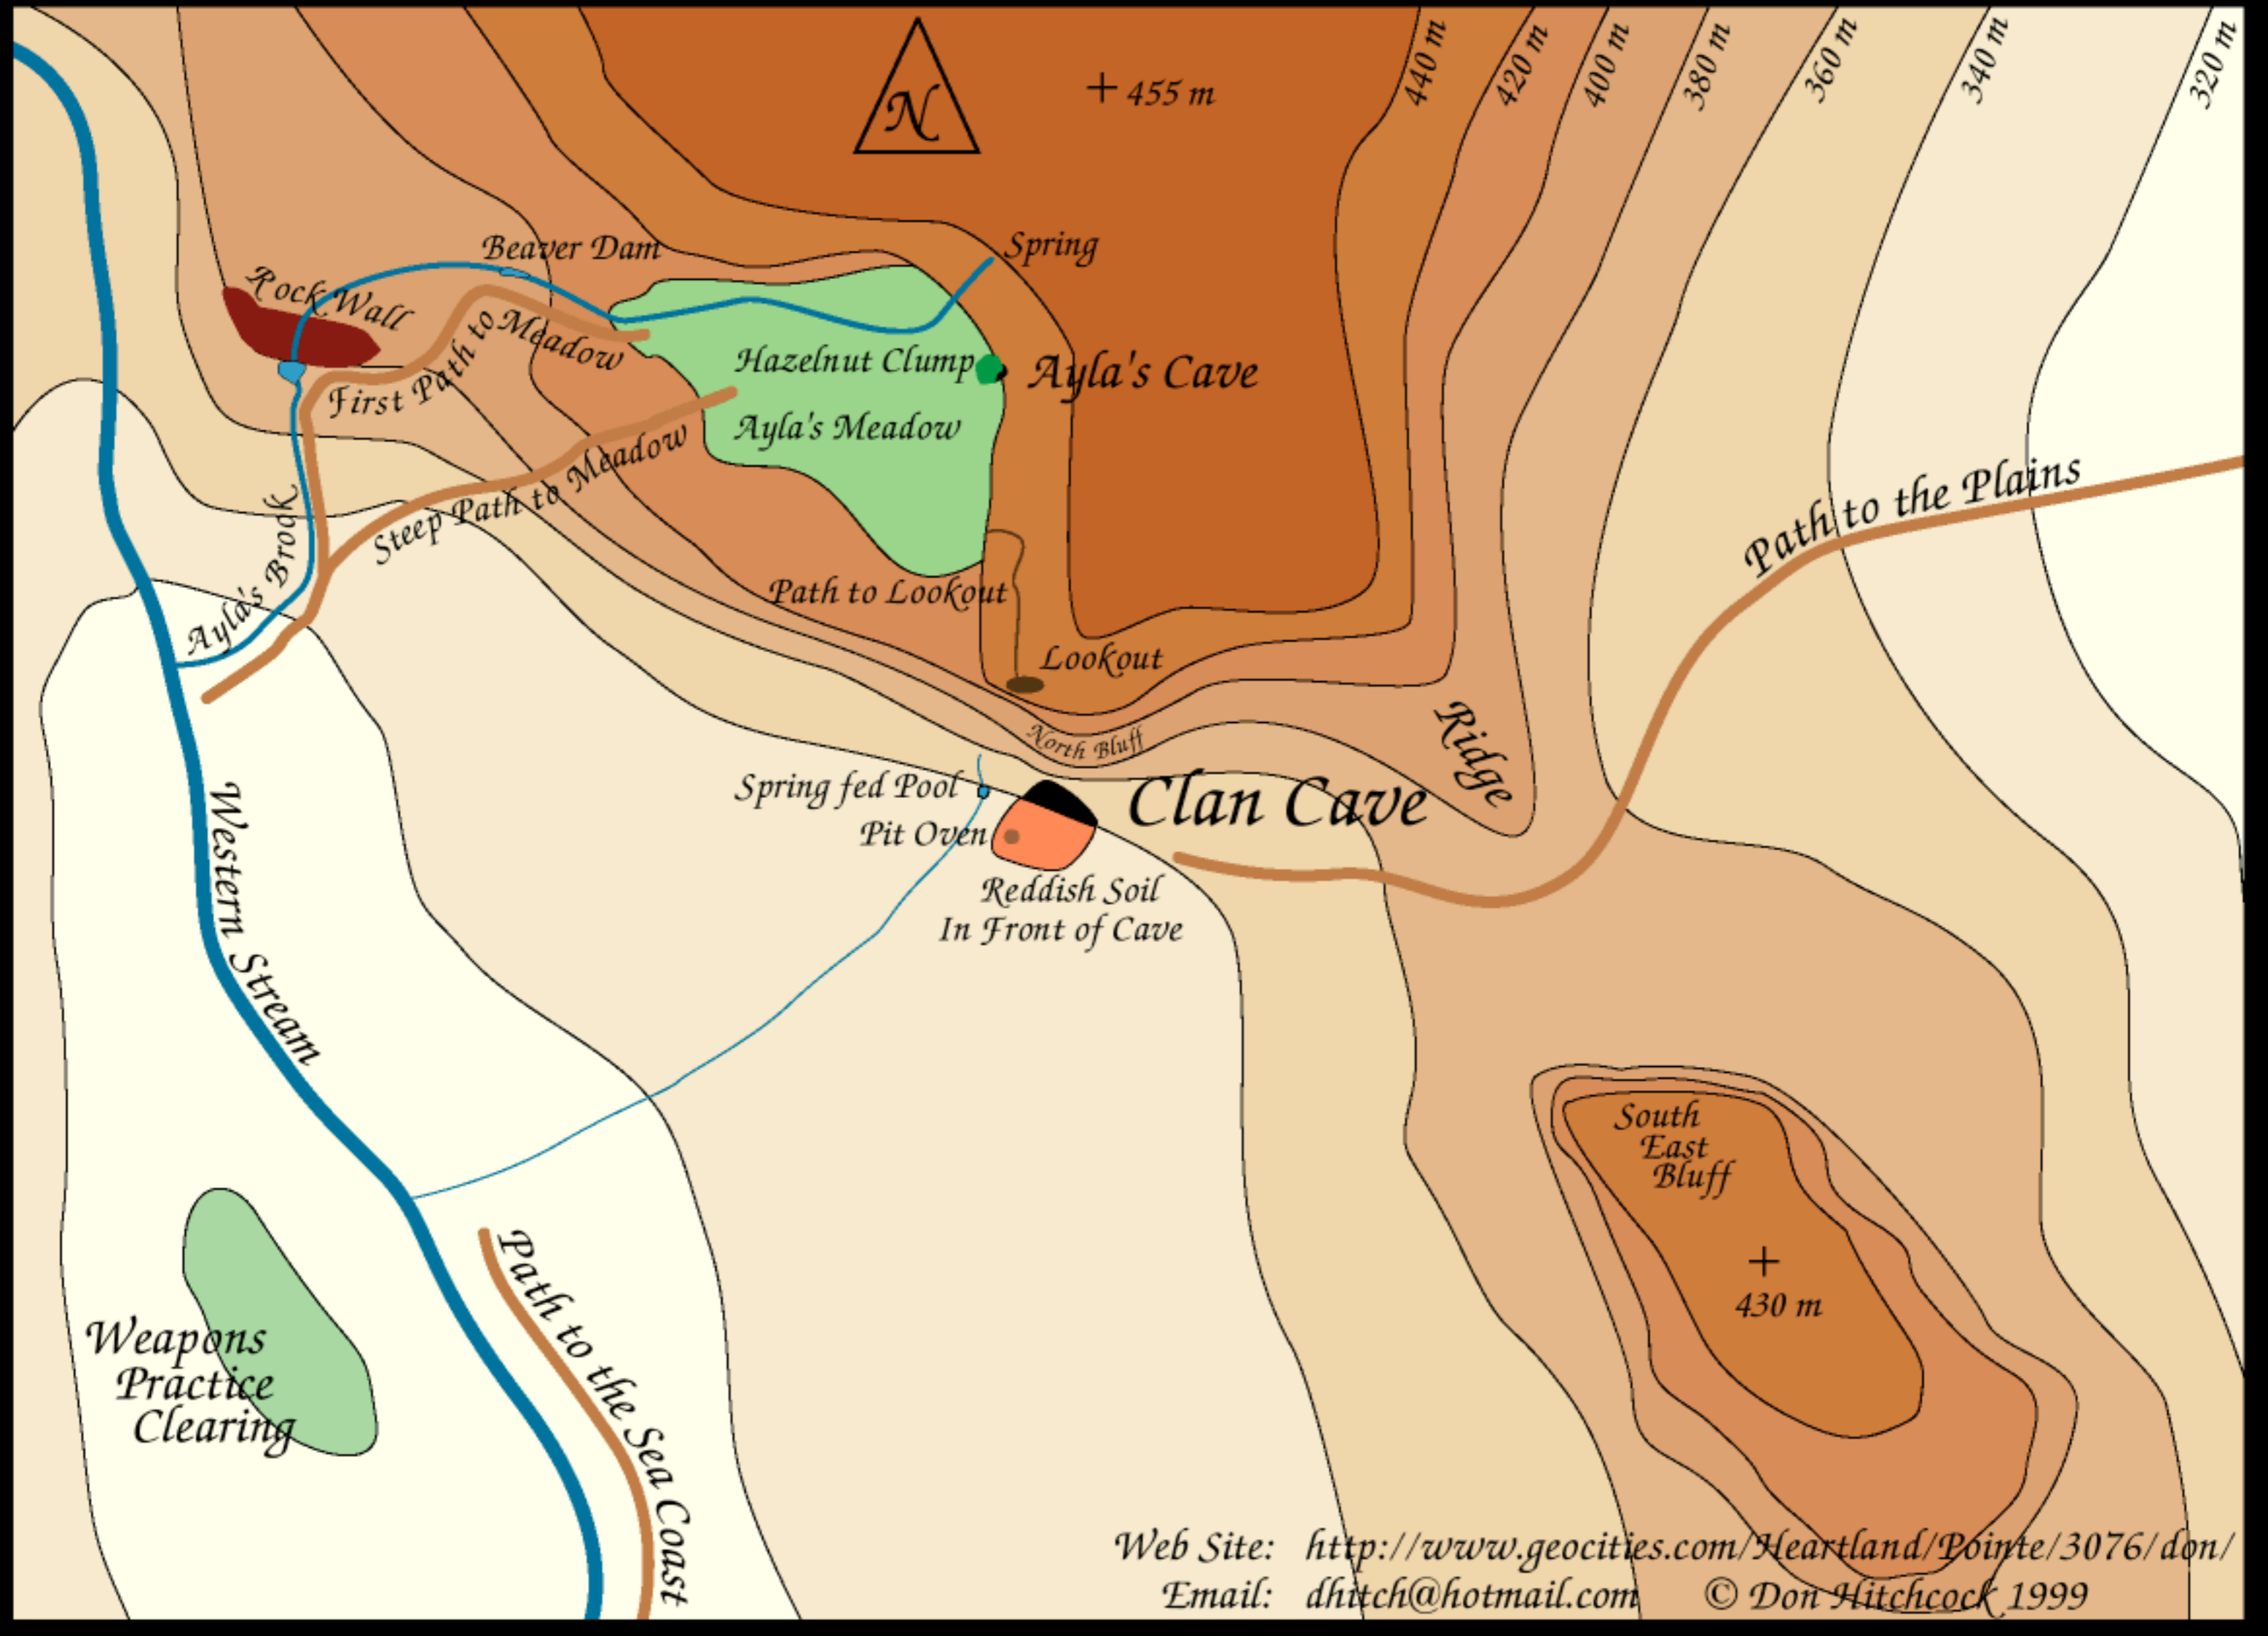 N
+ 455 m
440 m
420 m
400 m
380 m
360 m
340 m
320 m
Beaver Dam
Spring
Rock Wall
First Path to Meadow
Hazelnut Clump
Ayla's Cave
Ayla's Meadow
Steep Path to Meadow
Path to the Plains
Ayla's Brook
Path to Lookout
Lookout
North Bluff
Ridge
Spring fed Pool
Clan Cave
Pit Oven
Reddish Soil
In Front of Cave
Western Stream
South
East
Bluff
+
430 m
Path to the Sea Coast
Weapons
Practice
Clearing
Web Site: http://www.geocities.com/Heartland/Pointe/3076/don/
Email: dhitch@hotmail.com © Don Hitchcock 1999